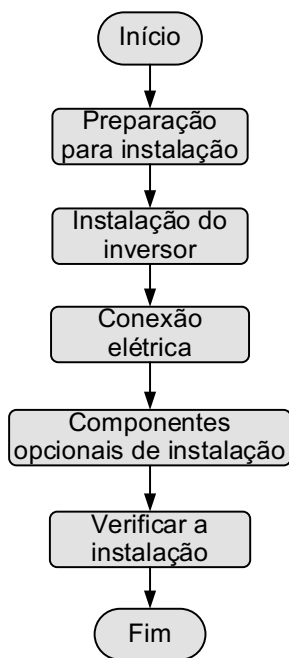 Início
Preparação
para instalação
Instalação do
inversor
Conexão
elétrica
Componentes
opcionais de instalação
Verificar a
instalação
Fim